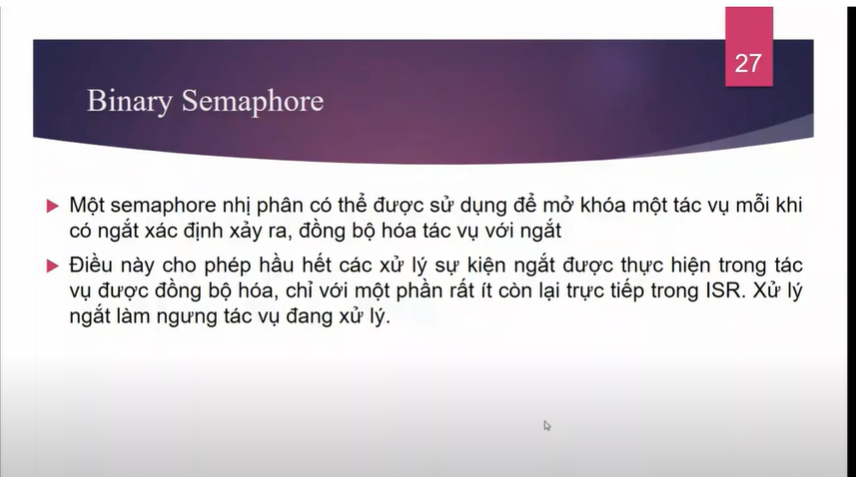 27
Binary Semaphore
Một semaphore nhị phân có thể được sử dụng để mở khóa một tác vụ mỗi khi
có ngắt xác định xảy ra, đồng bộ hóa tác vụ với ngắt
Điều này cho phép hầu hết các xử lý sự kiện ngắt được thực hiện trong tác
vụ được đồng bộ hóa, chỉ với một phần rất ít còn lại trực tiếp trong ISR. Xử lý
ngắt làm ngưng tác vụ đang xử lý.